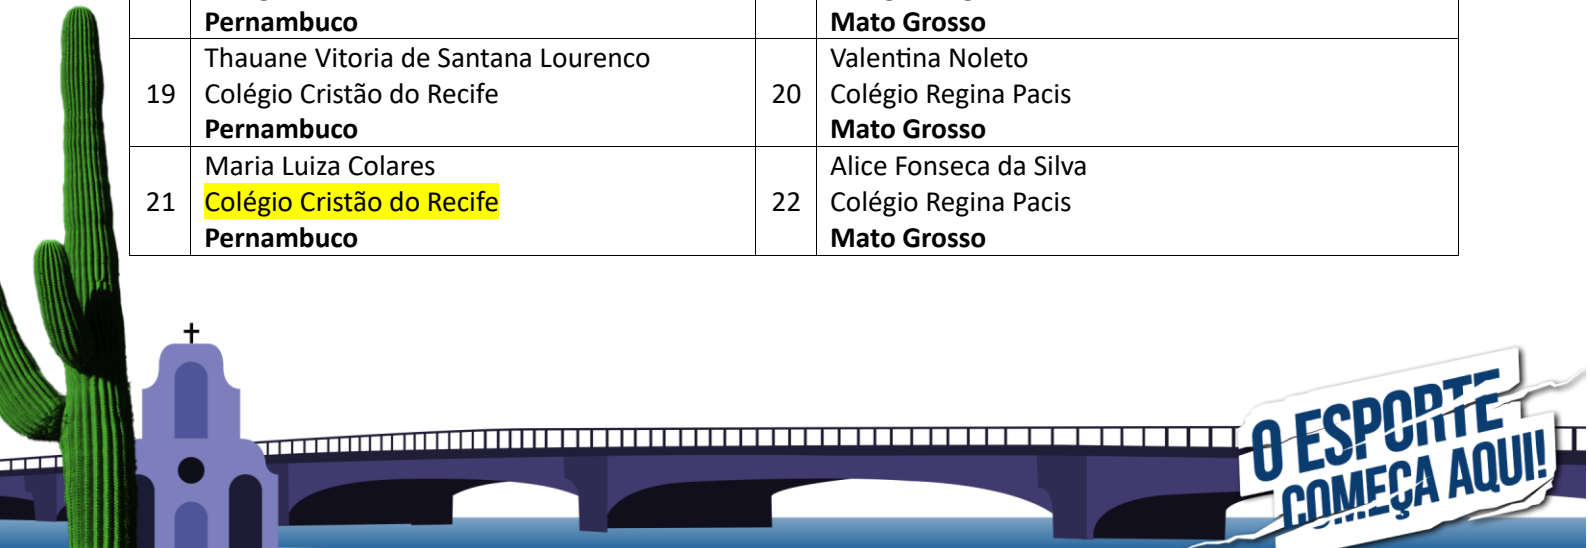 Pernambuco
Mato Grosso
19
Thauane Vitoria de Santana Lourenco
Colégio Cristão do Recife
Pernambuco
20
Valentina Noleto
Colégio Regina Pacis
Mato Grosso
21
Maria Luiza Colares
Colégio Cristão do Recife
Pernambuco
22
Alice Fonseca da Silva
Colégio Regina Pacis
Mato Grosso
O ESPORTE
COMEÇA AQUI!